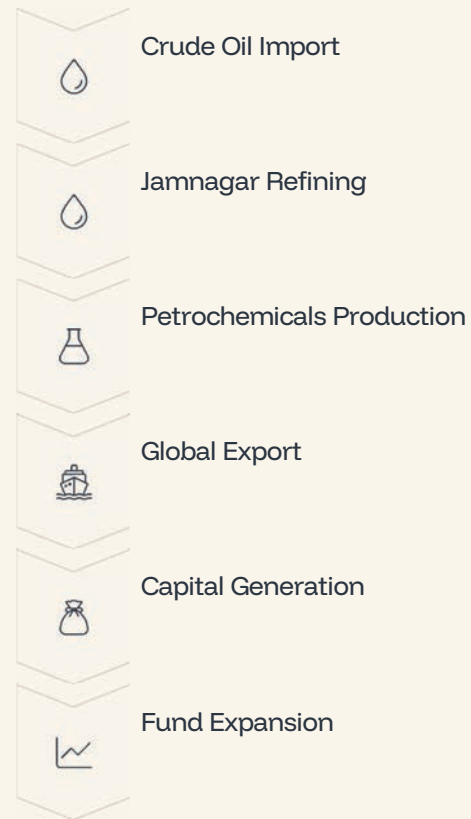 Crude Oil Import
Jamnagar Refining
Petrochemicals Production
Global Export
Capital Generation
Fund Expansion